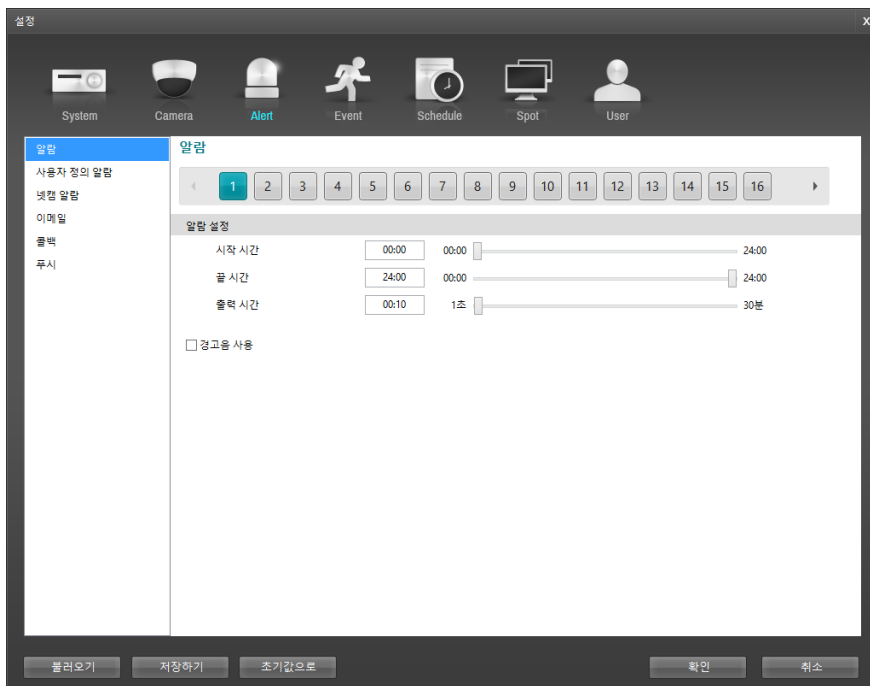 설정 X
System Camera Alert Event Schedule Spot User
알람
사용자 정의 알람
넷캠 알람
이메일
콜백
푸시
알람
1 2 3 4 5 6 7 8 9 10 11 12 13 14 15 16
알람 설정
시작 시간 00:00 00:00 24:00
끝 시간 24:00 00:00 24:00
출력 시간 00:10 1초 30분
경고음 사용
불러오기 저장하기 초기값으로 확인 취소